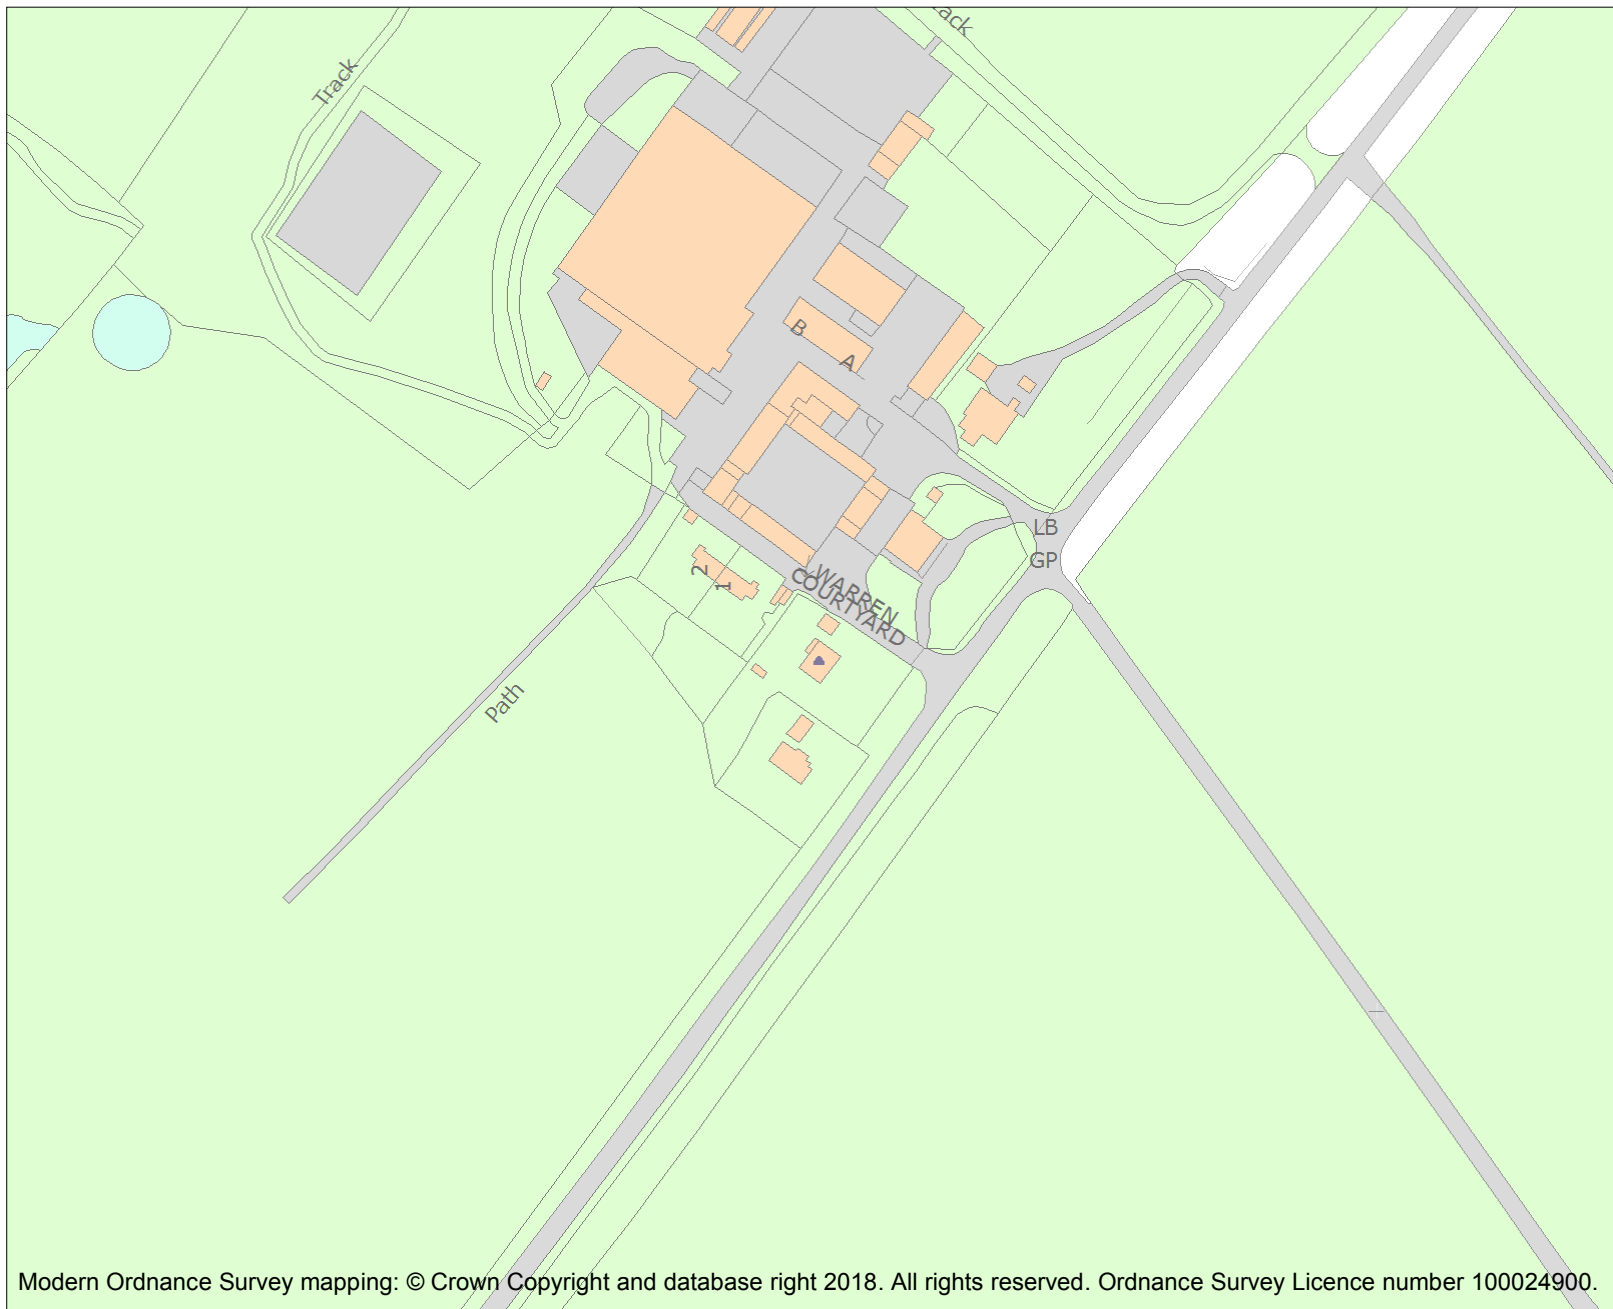 Track
B
A
LB
GP
2
1
WARREN
COURTYARD
Path
Modern Ordnance Survey mapping: © Crown Copyright and database right 2018. All rights reserved. Ordnance Survey Licence number 100024900.